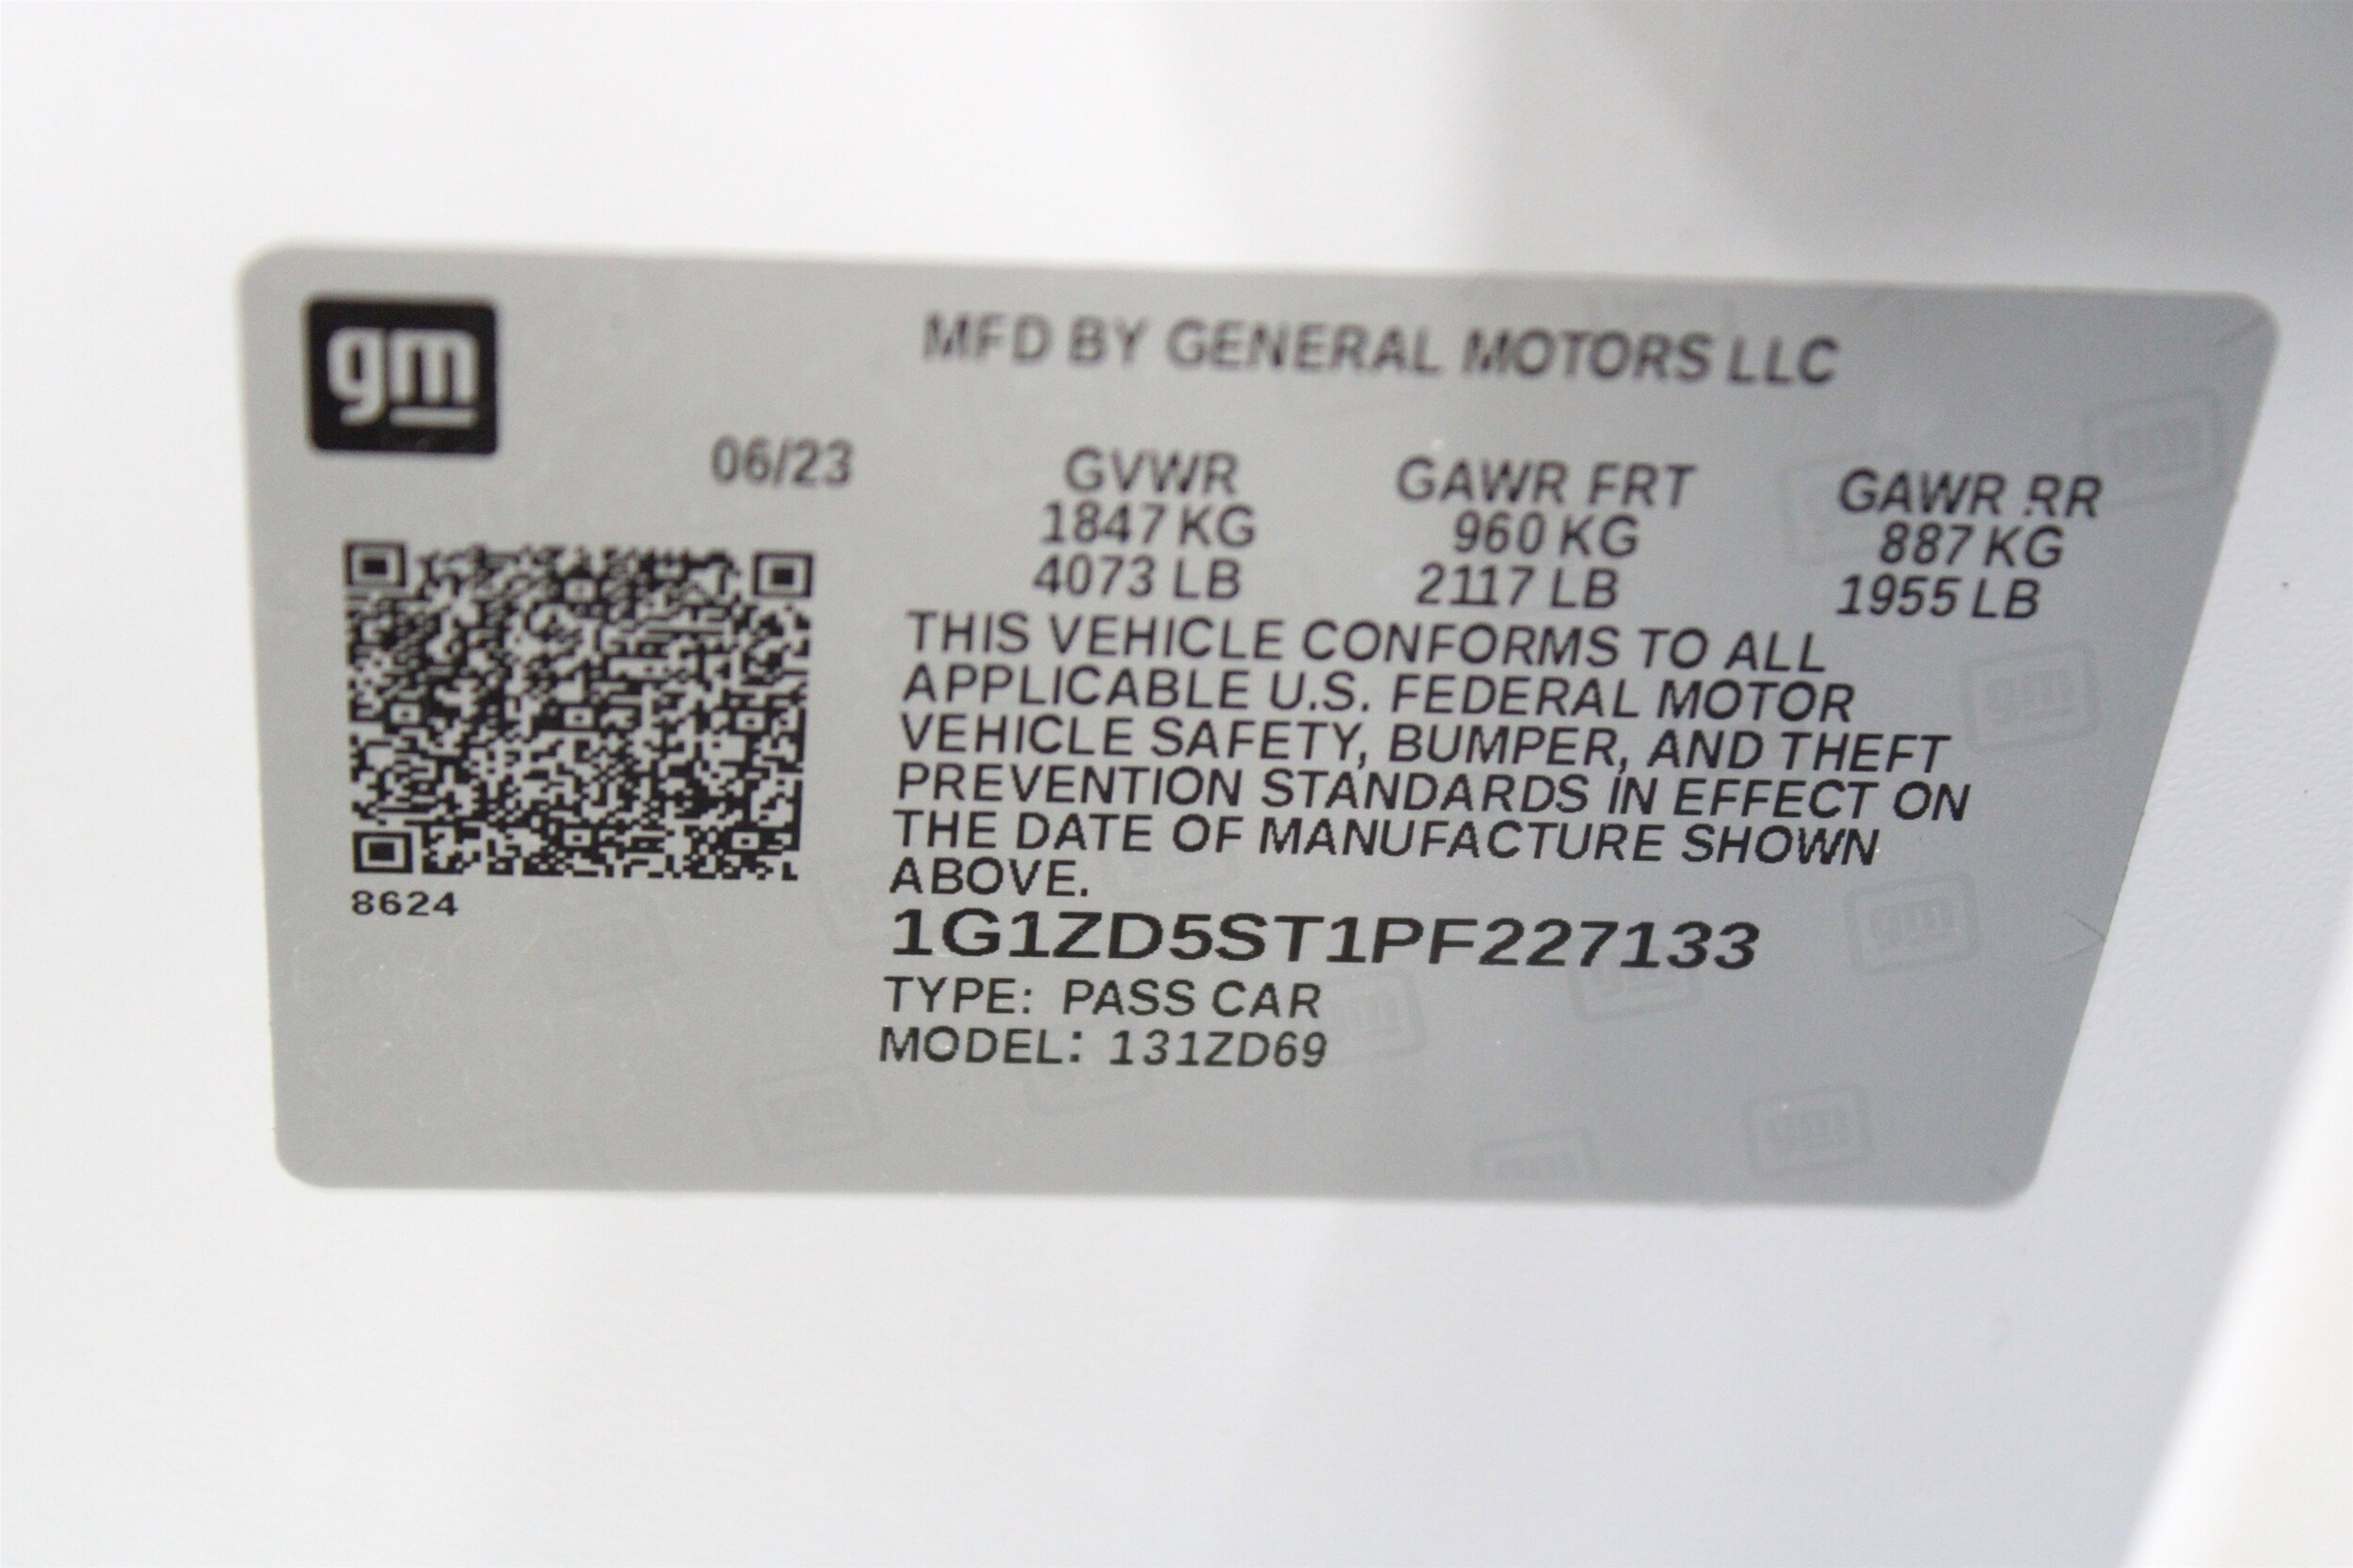 gm
MFD BY GENERAL MOTORS LLC
06/23
GVWR GAWR FRT GAWR RR
1847 KG 960 KG 887 KG
4073 LB 2117 LB 1955 LB
THIS VEHICLE CONFORMS TO ALL
APPLICABLE U.S. FEDERAL MOTOR
VEHICLE SAFETY, BUMPER, AND THEFT
PREVENTION STANDARDS IN EFFECT ON
THE DATE OF MANUFACTURE SHOWN
ABOVE.
8624
1G1ZD5ST1PF227133
TYPE: PASS CAR
MODEL: 131ZD69